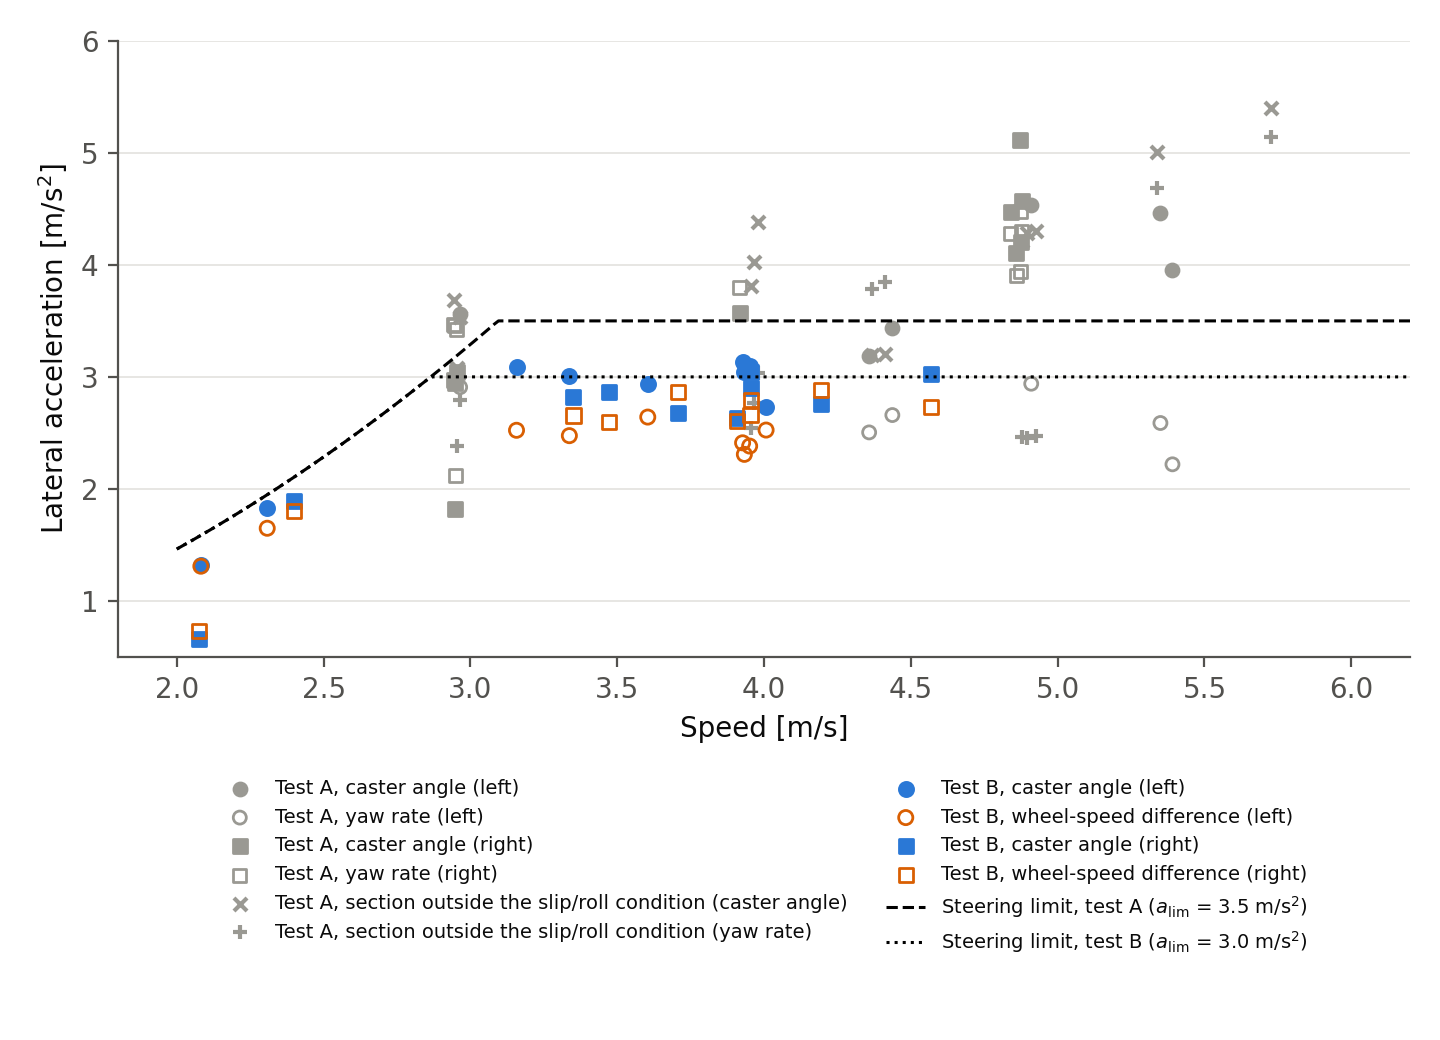 6
5
4
3
2
1
Lateral acceleration [m/s²]
2.0 2.5 3.0 3.5 4.0 4.5 5.0 5.5 6.0
Speed [m/s]
Test A, caster angle (left)
Test A, yaw rate (left)
Test A, caster angle (right)
Test A, yaw rate (right)
Test A, section outside the slip/roll condition (caster angle)
Test A, section outside the slip/roll condition (yaw rate)
Test B, caster angle (left)
Test B, wheel-speed difference (left)
Test B, caster angle (right)
Test B, wheel-speed difference (right)
Steering limit, test A (a_lim = 3.5 m/s²)
Steering limit, test B (a_lim = 3.0 m/s²)